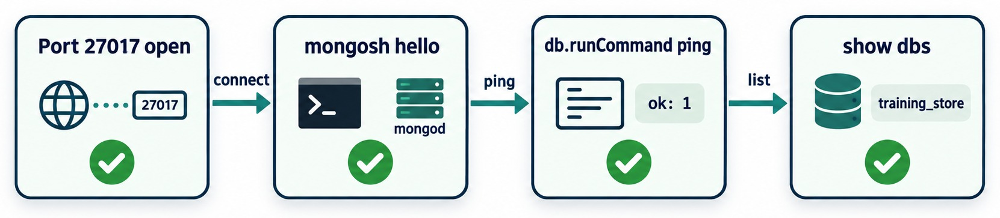 Port 27017 open
27017
connect
mongosh hello
>_
mongod
ping
db.runCommand ping
ok: 1
list
show dbs
training_store